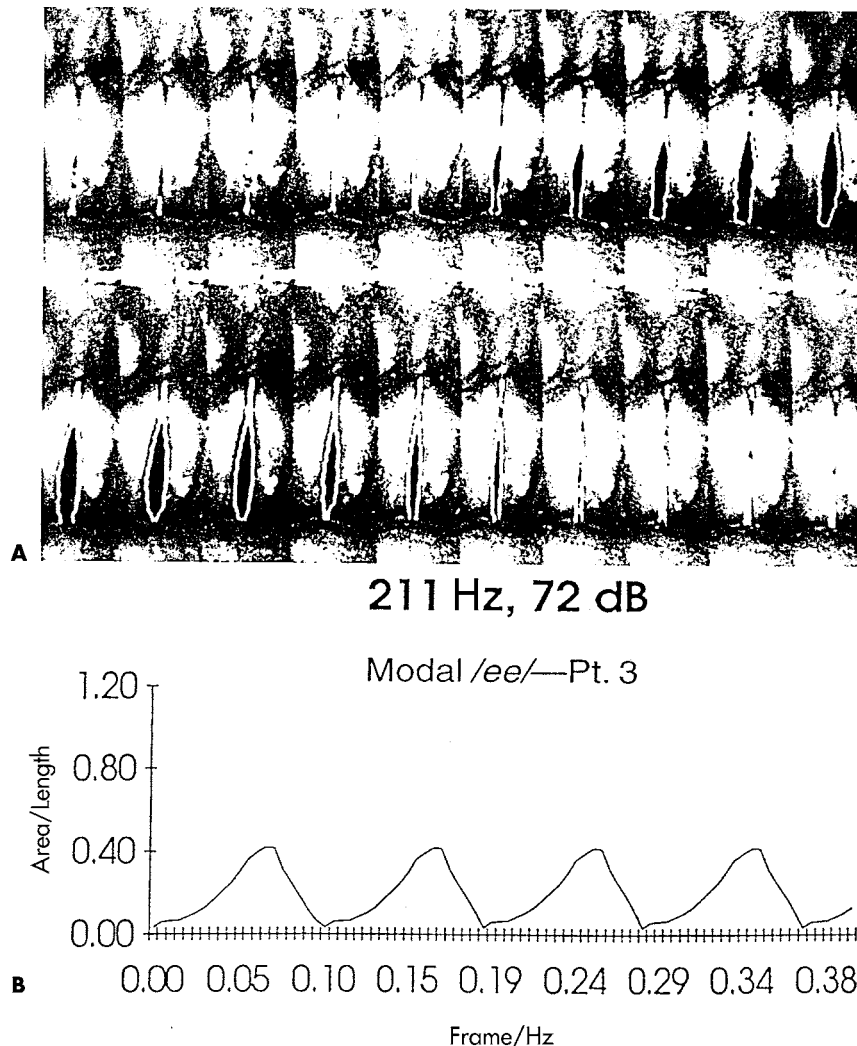 A
211 Hz, 72 dB
Modal /ee/—Pt. 3
1.20
0.80
0.40
0.00
Area/Length
B
0.00 0.05 0.10 0.15 0.19 0.24 0.29 0.34 0.38
Frame/Hz